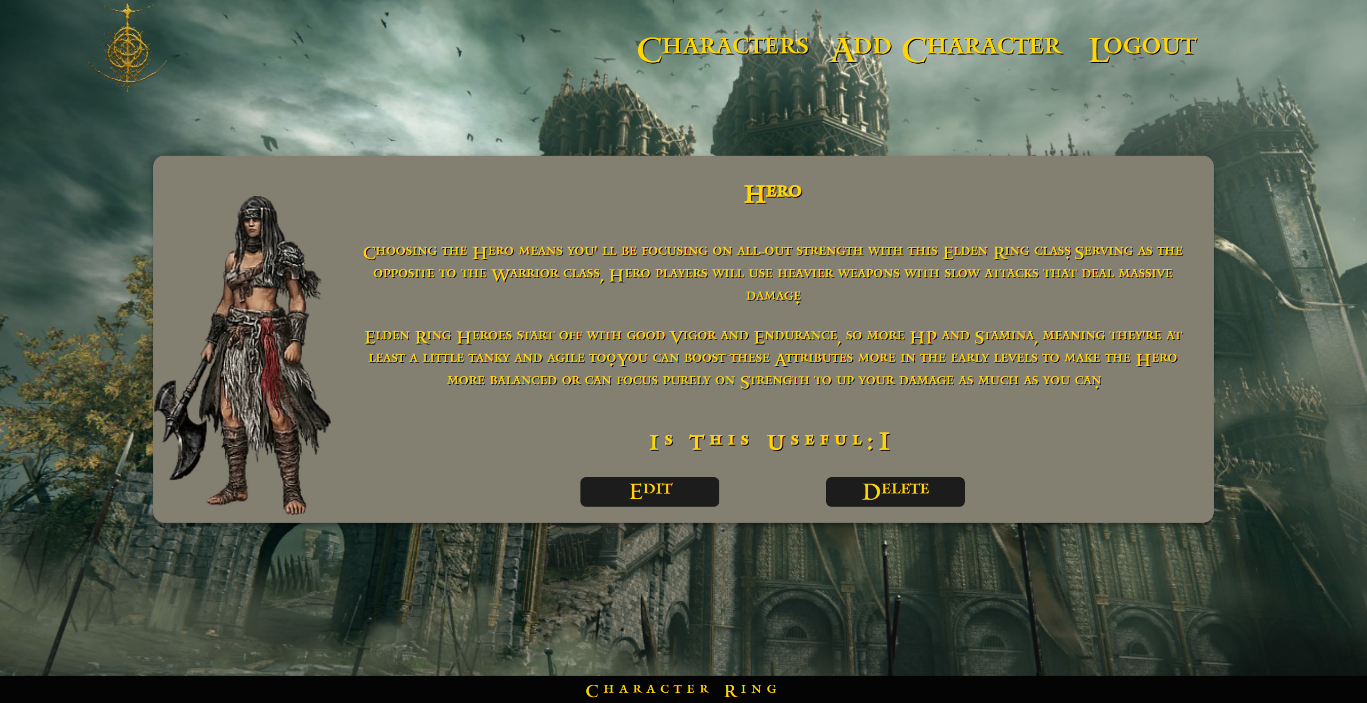 Characters Add Character Logout
Hero
Choosing the Hero means you' ll be focusing on all-out strength with this Elden Ring class. Serving as the
opposite to the Warrior class, Hero players will use heavier weapons with slow attacks that deal massive
damage.
Elden Ring Heroes start off with good Vigor and Endurance, so more HP and Stamina, meaning they're at
least a little tanky and agile too. You can boost these Attributes more in the early levels to make the Hero
more balanced or can focus purely on Strength to up your damage as much as you can.
Is This Useful: 1
Edit Delete
Character Ring